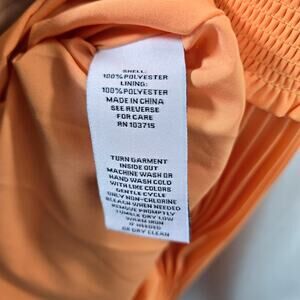 SHELL:
100% POLYESTER
LINING:
100% POLYESTER
MADE IN CHINA
SEE REVERSE
FOR CARE
RN 103715
TURN GARMENT
INSIDE OUT
MACHINE WASH OR
HAND WASH COLD
WITH LIKE COLORS
GENTLE CYCLE
ONLY NON-CHLORINE
BLEACH WHEN NEEDED
REMOVE PROMPTLY
TUMBLE DRY LOW
WARM IRON
IF NEEDED
OR DRY CLEAN